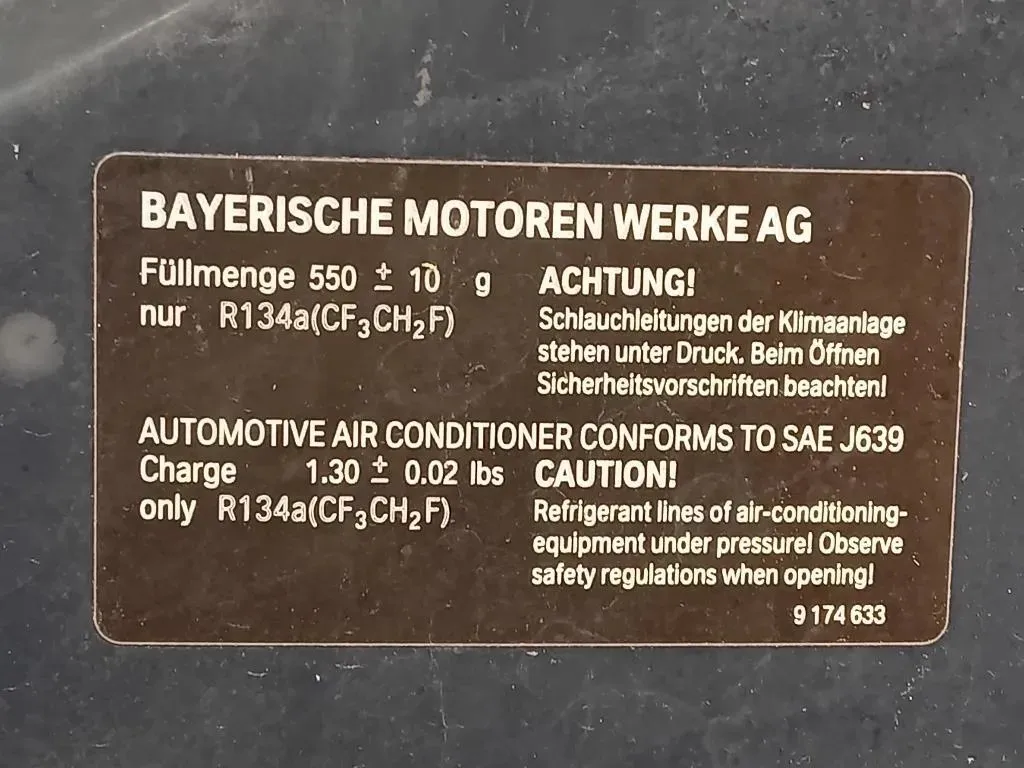 BAYERISCHE MOTOREN WERKE AG
Füllmenge 550 ± 10 g
nur R134a(CF₃CH₂F)
ACHTUNG!
Schlauchleitungen der Klimaanlage
stehen unter Druck. Beim Öffnen
Sicherheitsvorschriften beachten!
AUTOMOTIVE AIR CONDITIONER CONFORMS TO SAE J639
Charge 1.30 ± 0.02 lbs
only R134a(CF₃CH₂F)
CAUTION!
Refrigerant lines of air-conditioning-
equipment under pressure! Observe
safety regulations when opening!
9 174 633